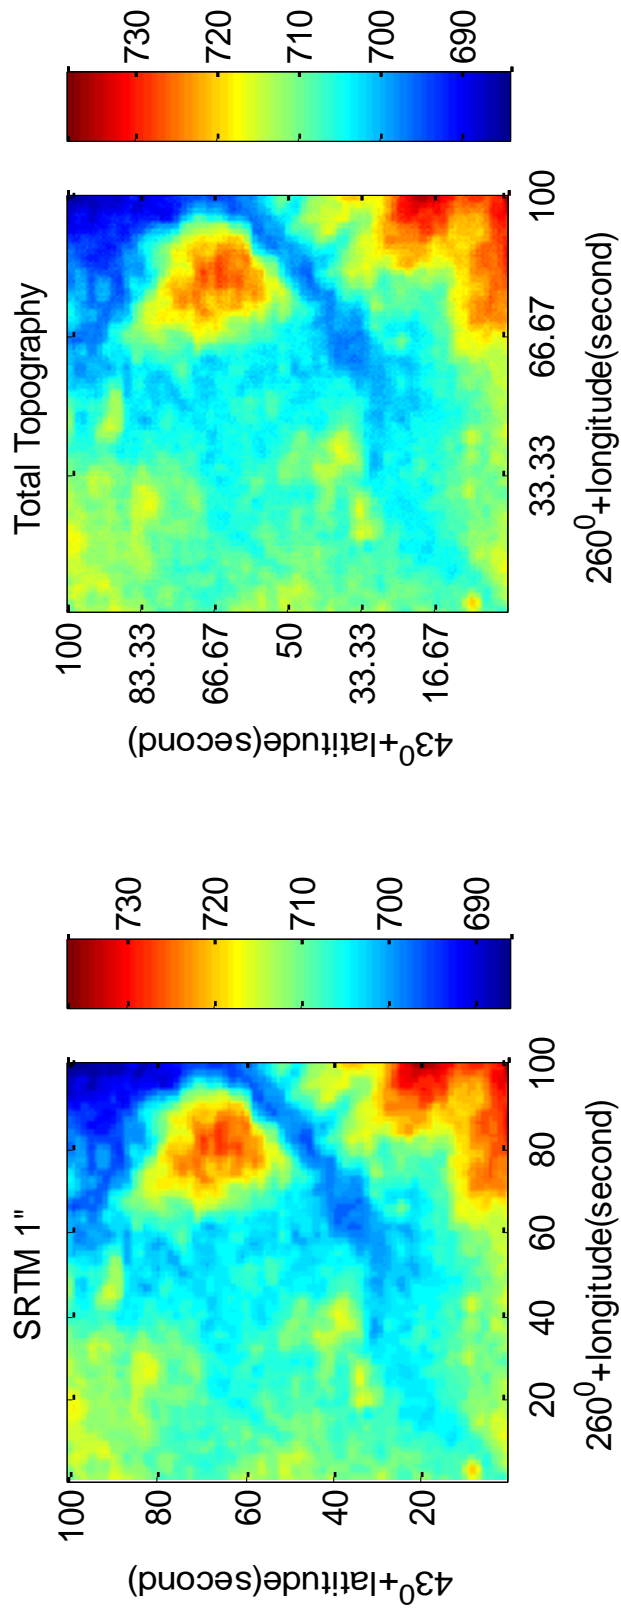 SRTM 1"
43⁰+latitude(second)
100
80
60
40
20
20 40 60 80 100
260⁰+longitude(second)
730
720
710
700
690
Total Topography
43⁰+latitude(second)
100
83.33
66.67
50
33.33
16.67
33.33 66.67 100
260⁰+longitude(second)
730
720
710
700
690